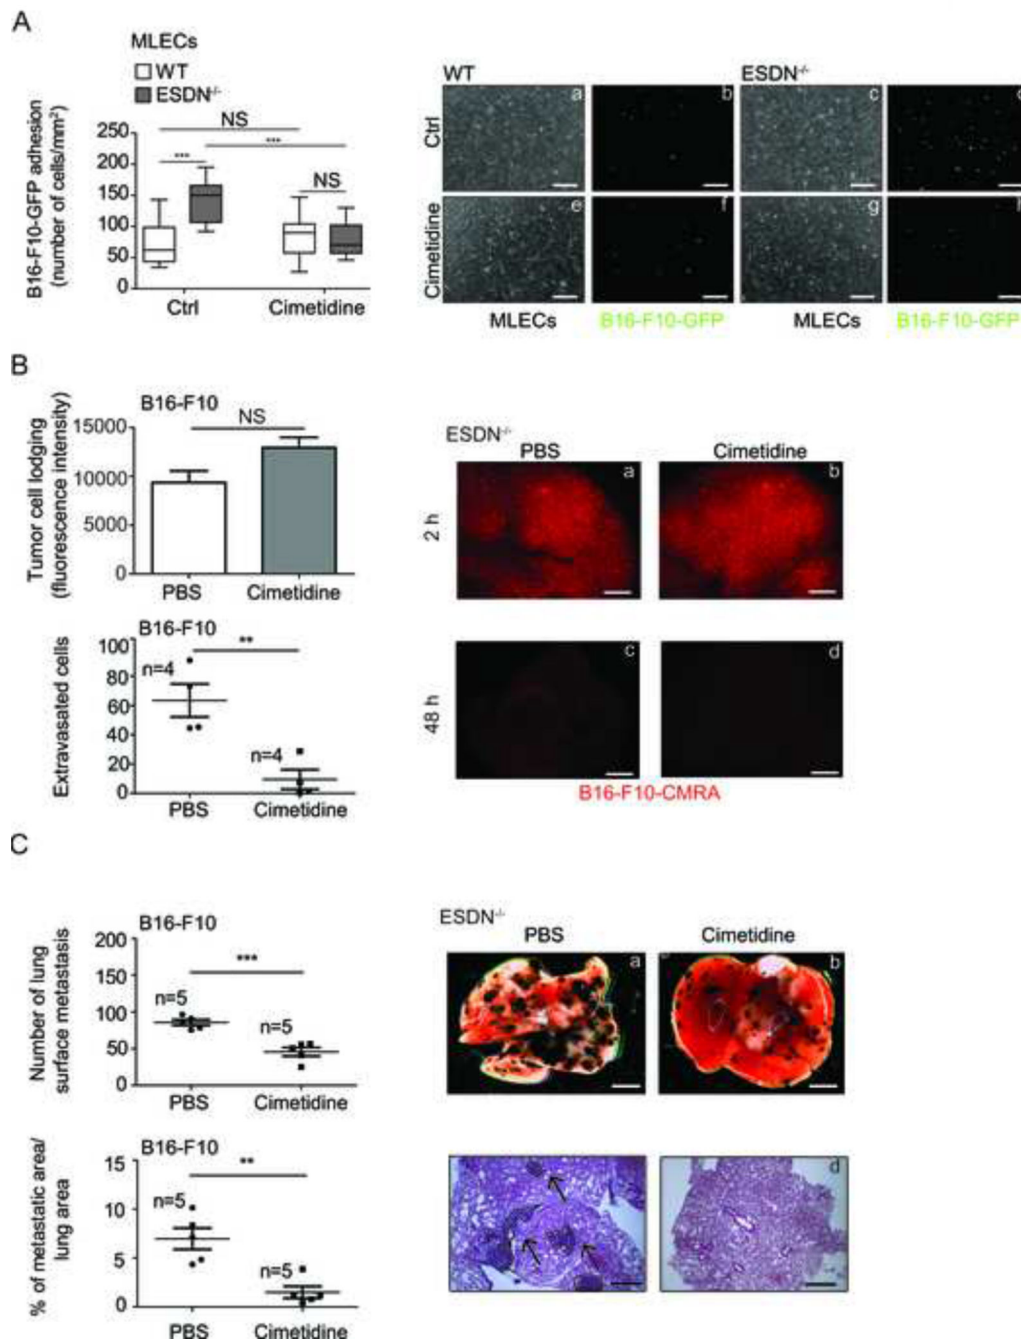 A
MLECs
WT
ESDN-/-
B16-F10-GFP adhesion
(number of cells/mm²)
250
200
150
100
50
0
NS
***
***
NS
Ctrl
Cimetidine
WT
ESDN-/-
Ctrl
a
b
c
Cimetidine
e
f
g
MLECs
B16-F10-GFP
MLECs
B16-F10-GFP
B
B16-F10
Tumor cell lodging
(fluorescence intensity)
15000
10000
5000
0
NS
PBS
Cimetidine
ESDN-/-
PBS
Cimetidine
2 h
a
b
B16-F10
Extravasated cells
100
80
60
40
20
0
n=4
**
n=4
PBS
Cimetidine
48 h
c
d
B16-F10-CMRA
C
B16-F10
Number of lung
surface metastasis
200
150
100
50
0
n=5
***
n=5
PBS
Cimetidine
ESDN-/-
PBS
Cimetidine
a
b
B16-F10
% of metastatic area/
lung area
15
10
5
0
n=5
**
n=5
PBS
Cimetidine
d